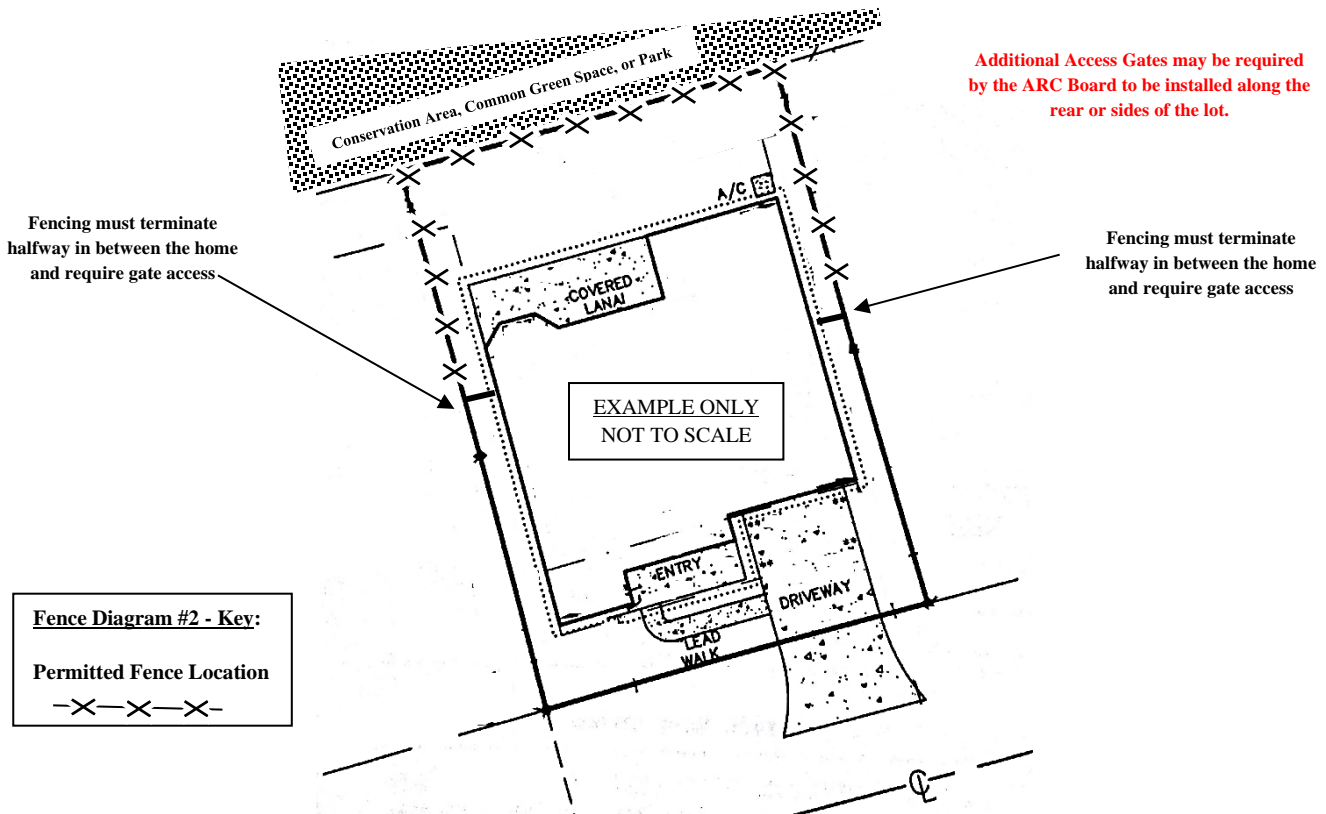 Conservation Area, Common Green Space, or Park
Additional Access Gates may be required
by the ARC Board to be installed along the
rear or sides of the lot.
A/C
Fencing must terminate
halfway in between the home
and require gate access
Fencing must terminate
halfway in between the home
and require gate access
COVERED
LANAI
EXAMPLE ONLY
NOT TO SCALE
ENTRY
DRIVEWAY
LEAD
WALK
Fence Diagram #2 - Key:
Permitted Fence Location
CL